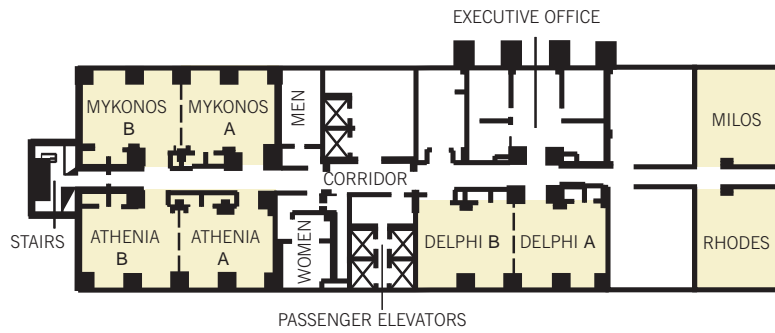 EXECUTIVE OFFICE
MYKONOS
B
MYKONOS
A
MEN
MILOS
CORRIDOR
STAIRS
ATHENIA
B
ATHENIA
A
WOMEN
DELPHI B
DELPHI A
RHODES
PASSENGER ELEVATORS